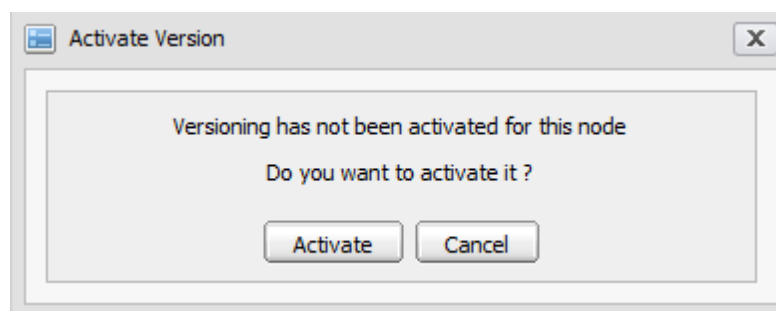 Activate Version
X
Versioning has not been activated for this node
Do you want to activate it ?
Activate Cancel